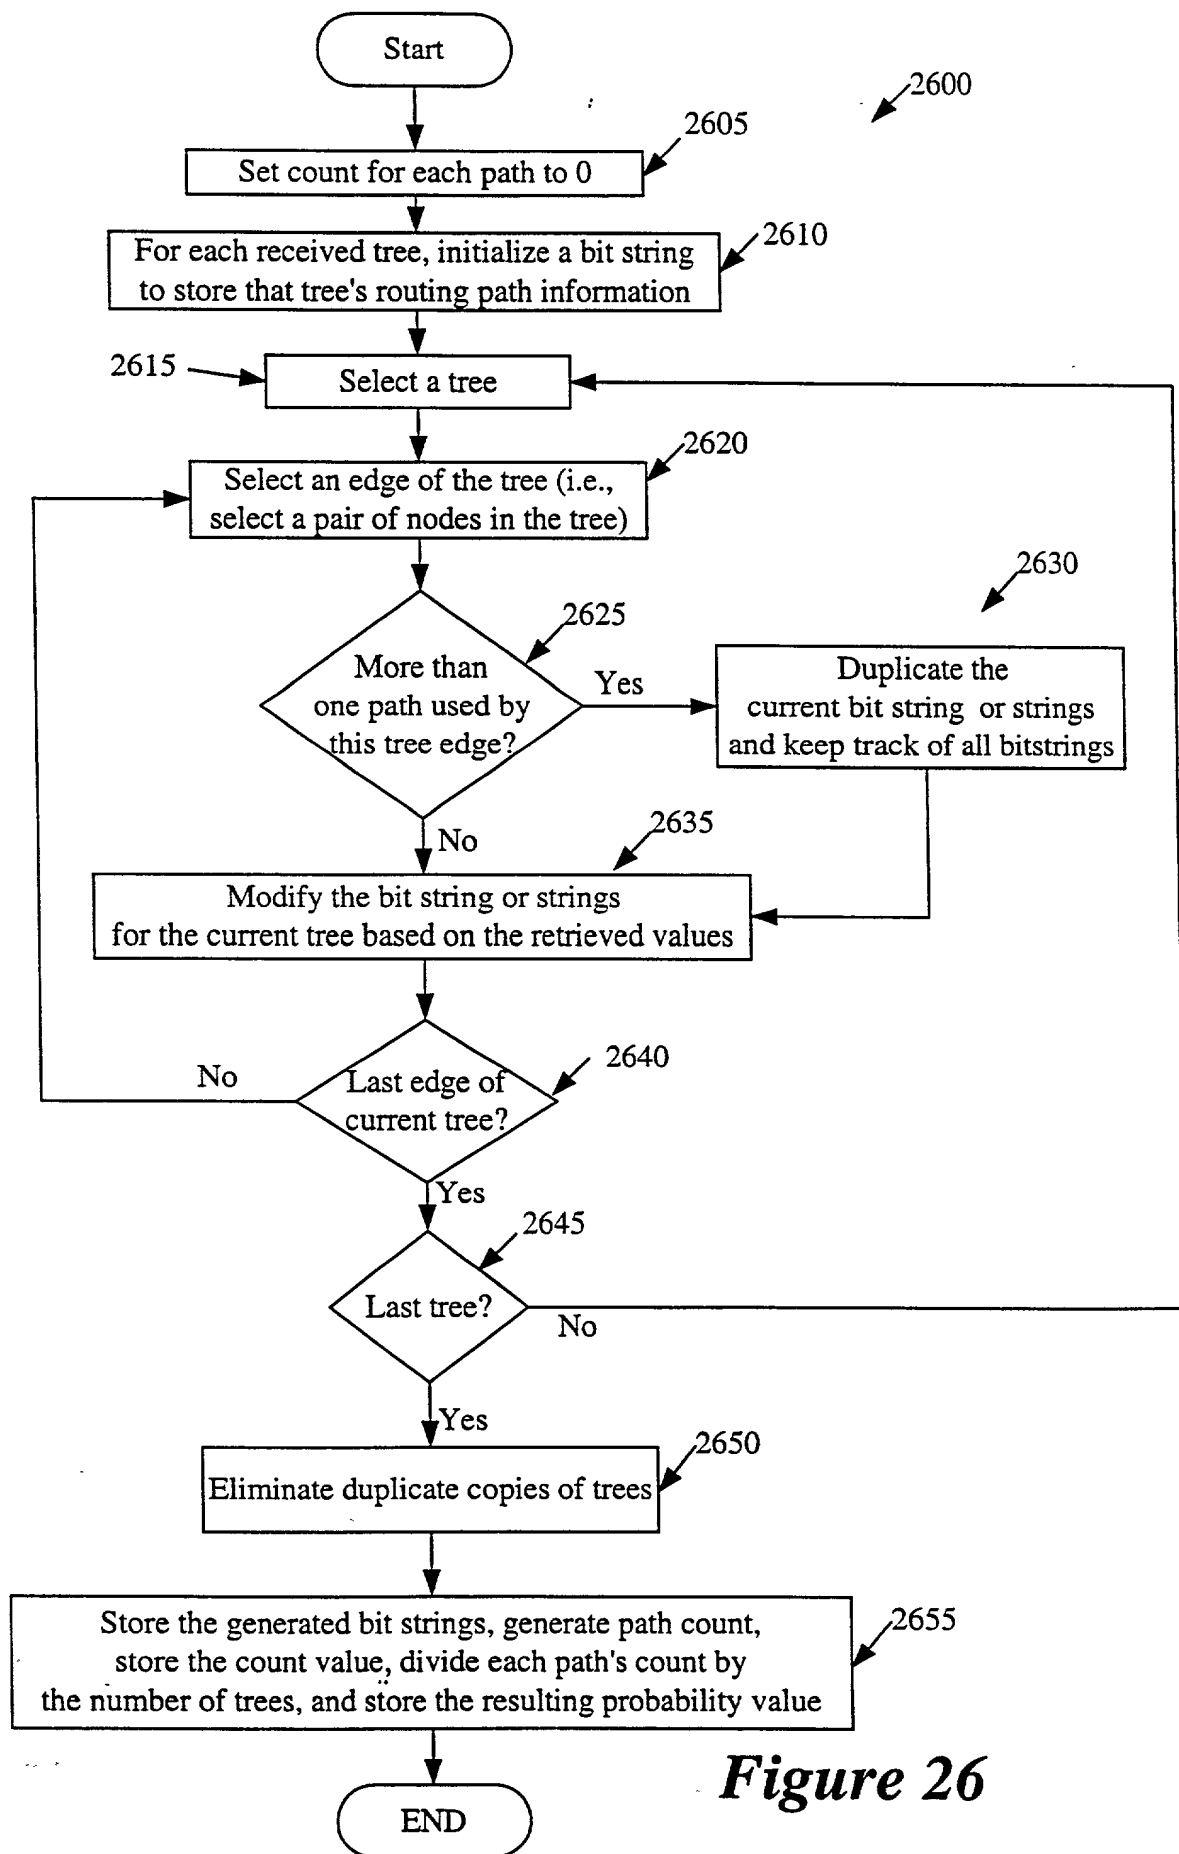 Start
2600
2605
Set count for each path to 0
2610
For each received tree, initialize a bit string
to store that tree's routing path information
2615
Select a tree
2620
Select an edge of the tree (i.e.,
select a pair of nodes in the tree)
2625
2630
More than
one path used by
this tree edge?
Yes
Duplicate the
current bit string or strings
and keep track of all bitstrings
No
2635
Modify the bit string or strings
for the current tree based on the retrieved values
2640
No
Last edge of
current tree?
Yes
2645
Last tree?
No
Yes
2650
Eliminate duplicate copies of trees
2655
Store the generated bit strings, generate path count,
store the count value, divide each path's count by
the number of trees, and store the resulting probability value
Figure 26
END